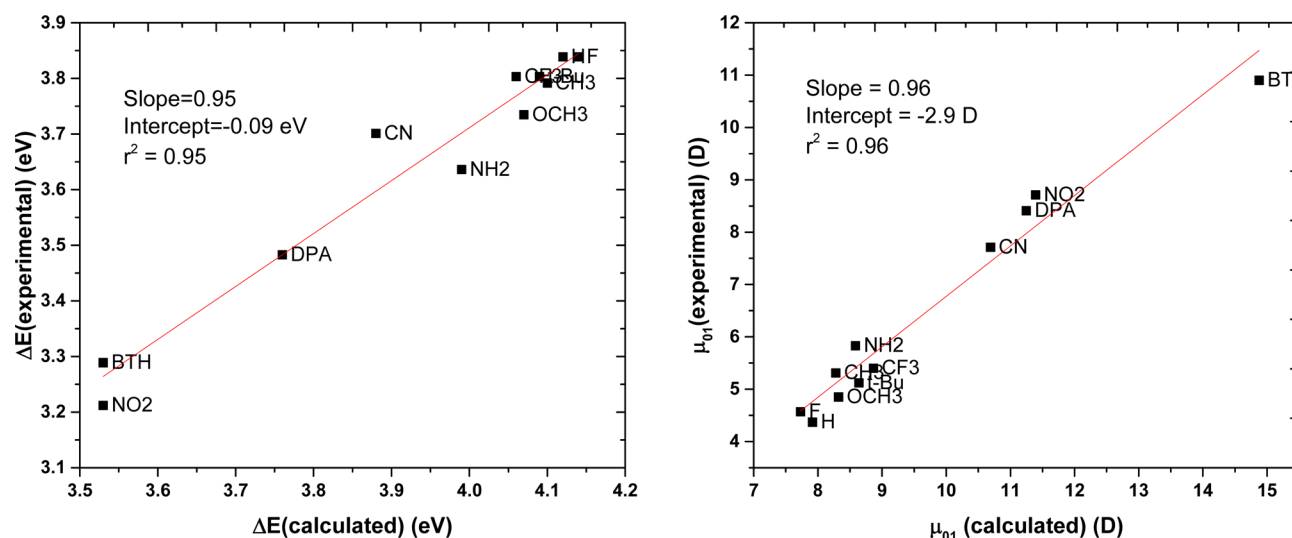 3.9
3.8
3.7
3.6
3.5
3.4
3.3
3.2
3.1
ΔE(experimental) (eV)
Slope=0.95
Intercept=-0.09 eV
r² = 0.95
HF
t-Bu
CH3
OCH3
CN
NH2
DPA
BTH
NO2
3.5 3.6 3.7 3.8 3.9 4.0 4.1 4.2
ΔE(calculated) (eV)
12
11
10
9
8
7
6
5
4
μ₀₁(experimental) (D)
Slope = 0.96
Intercept = -2.9 D
r² = 0.96
BT
NO2
DPA
CN
NH2
CF3
CH3
t-Bu
OCH3
F
H
7 8 9 10 11 12 13 14 15
μ₀₁ (calculated) (D)